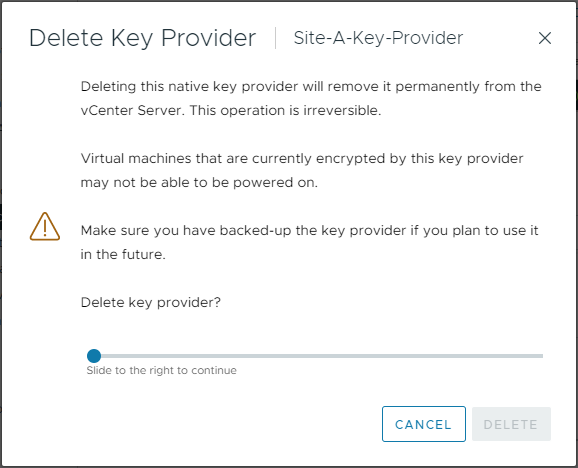 Delete Key Provider | Site-A-Key-Provider
Deleting this native key provider will remove it permanently from the
vCenter Server. This operation is irreversible.
Virtual machines that are currently encrypted by this key provider
may not be able to be powered on.
Make sure you have backed-up the key provider if you plan to use it
in the future.
Delete key provider?
Slide to the right to continue
CANCEL DELETE